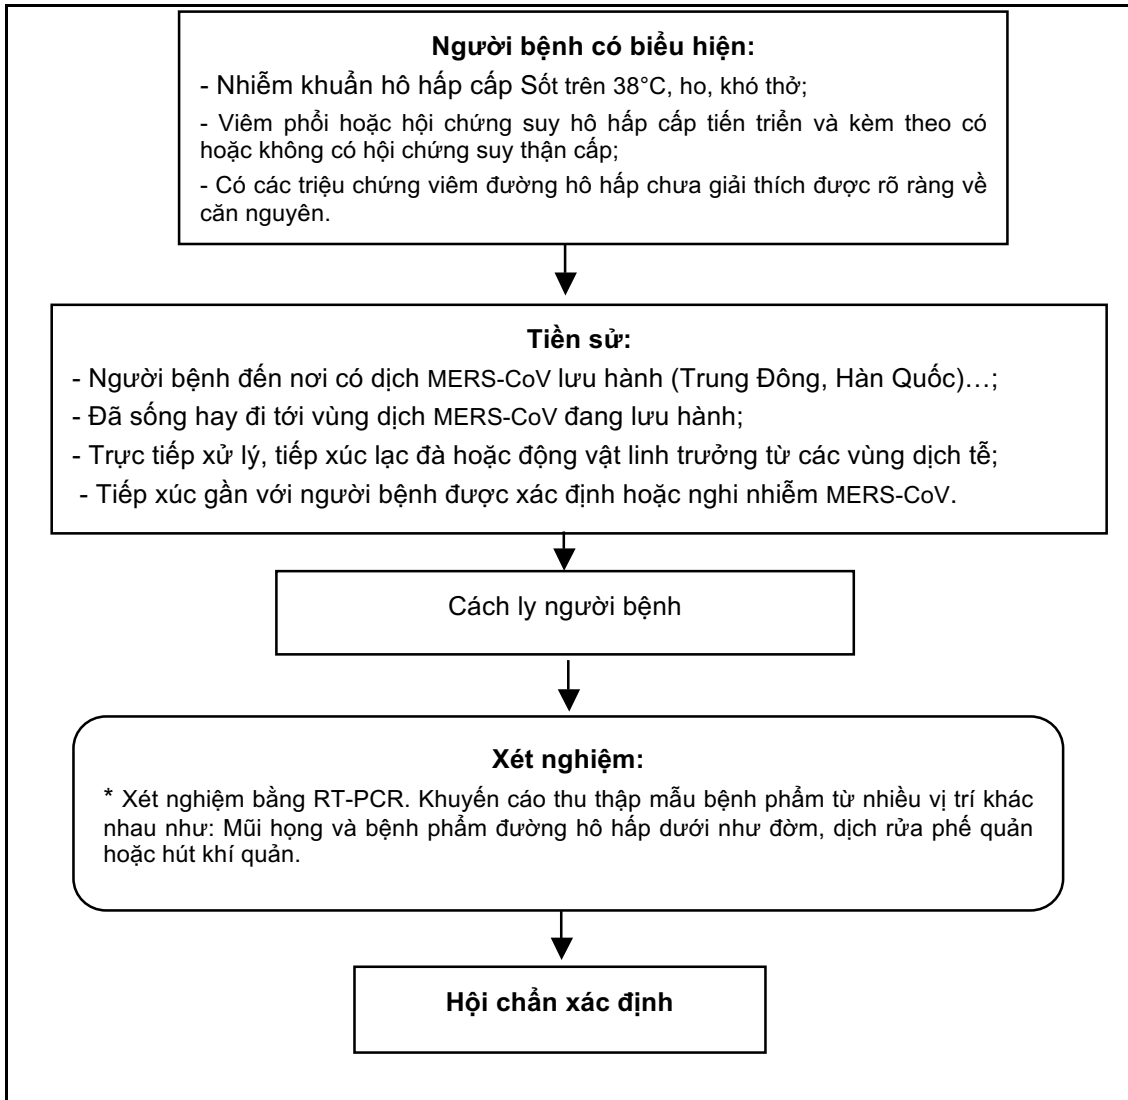 Người bệnh có biểu hiện:
- Nhiễm khuẩn hô hấp cấp Sốt trên 38°C, ho, khó thở;
- Viêm phổi hoặc hội chứng suy hô hấp cấp tiến triển và kèm theo có
hoặc không có hội chứng suy thận cấp;
- Có các triệu chứng viêm đường hô hấp chưa giải thích được rõ ràng về
căn nguyên.
Tiền sử:
- Người bệnh đến nơi có dịch MERS-CoV lưu hành (Trung Đông, Hàn Quốc)…;
- Đã sống hay đi tới vùng dịch MERS-CoV đang lưu hành;
- Trực tiếp xử lý, tiếp xúc lạc đà hoặc động vật linh trưởng từ các vùng dịch tễ;
- Tiếp xúc gần với người bệnh được xác định hoặc nghi nhiễm MERS-CoV.
Cách ly người bệnh
Xét nghiệm:
* Xét nghiệm bằng RT-PCR. Khuyến cáo thu thập mẫu bệnh phẩm từ nhiều vị trí khác
nhau như: Mũi họng và bệnh phẩm đường hô hấp dưới như đờm, dịch rửa phế quản
hoặc hút khí quản.
Hội chẩn xác định